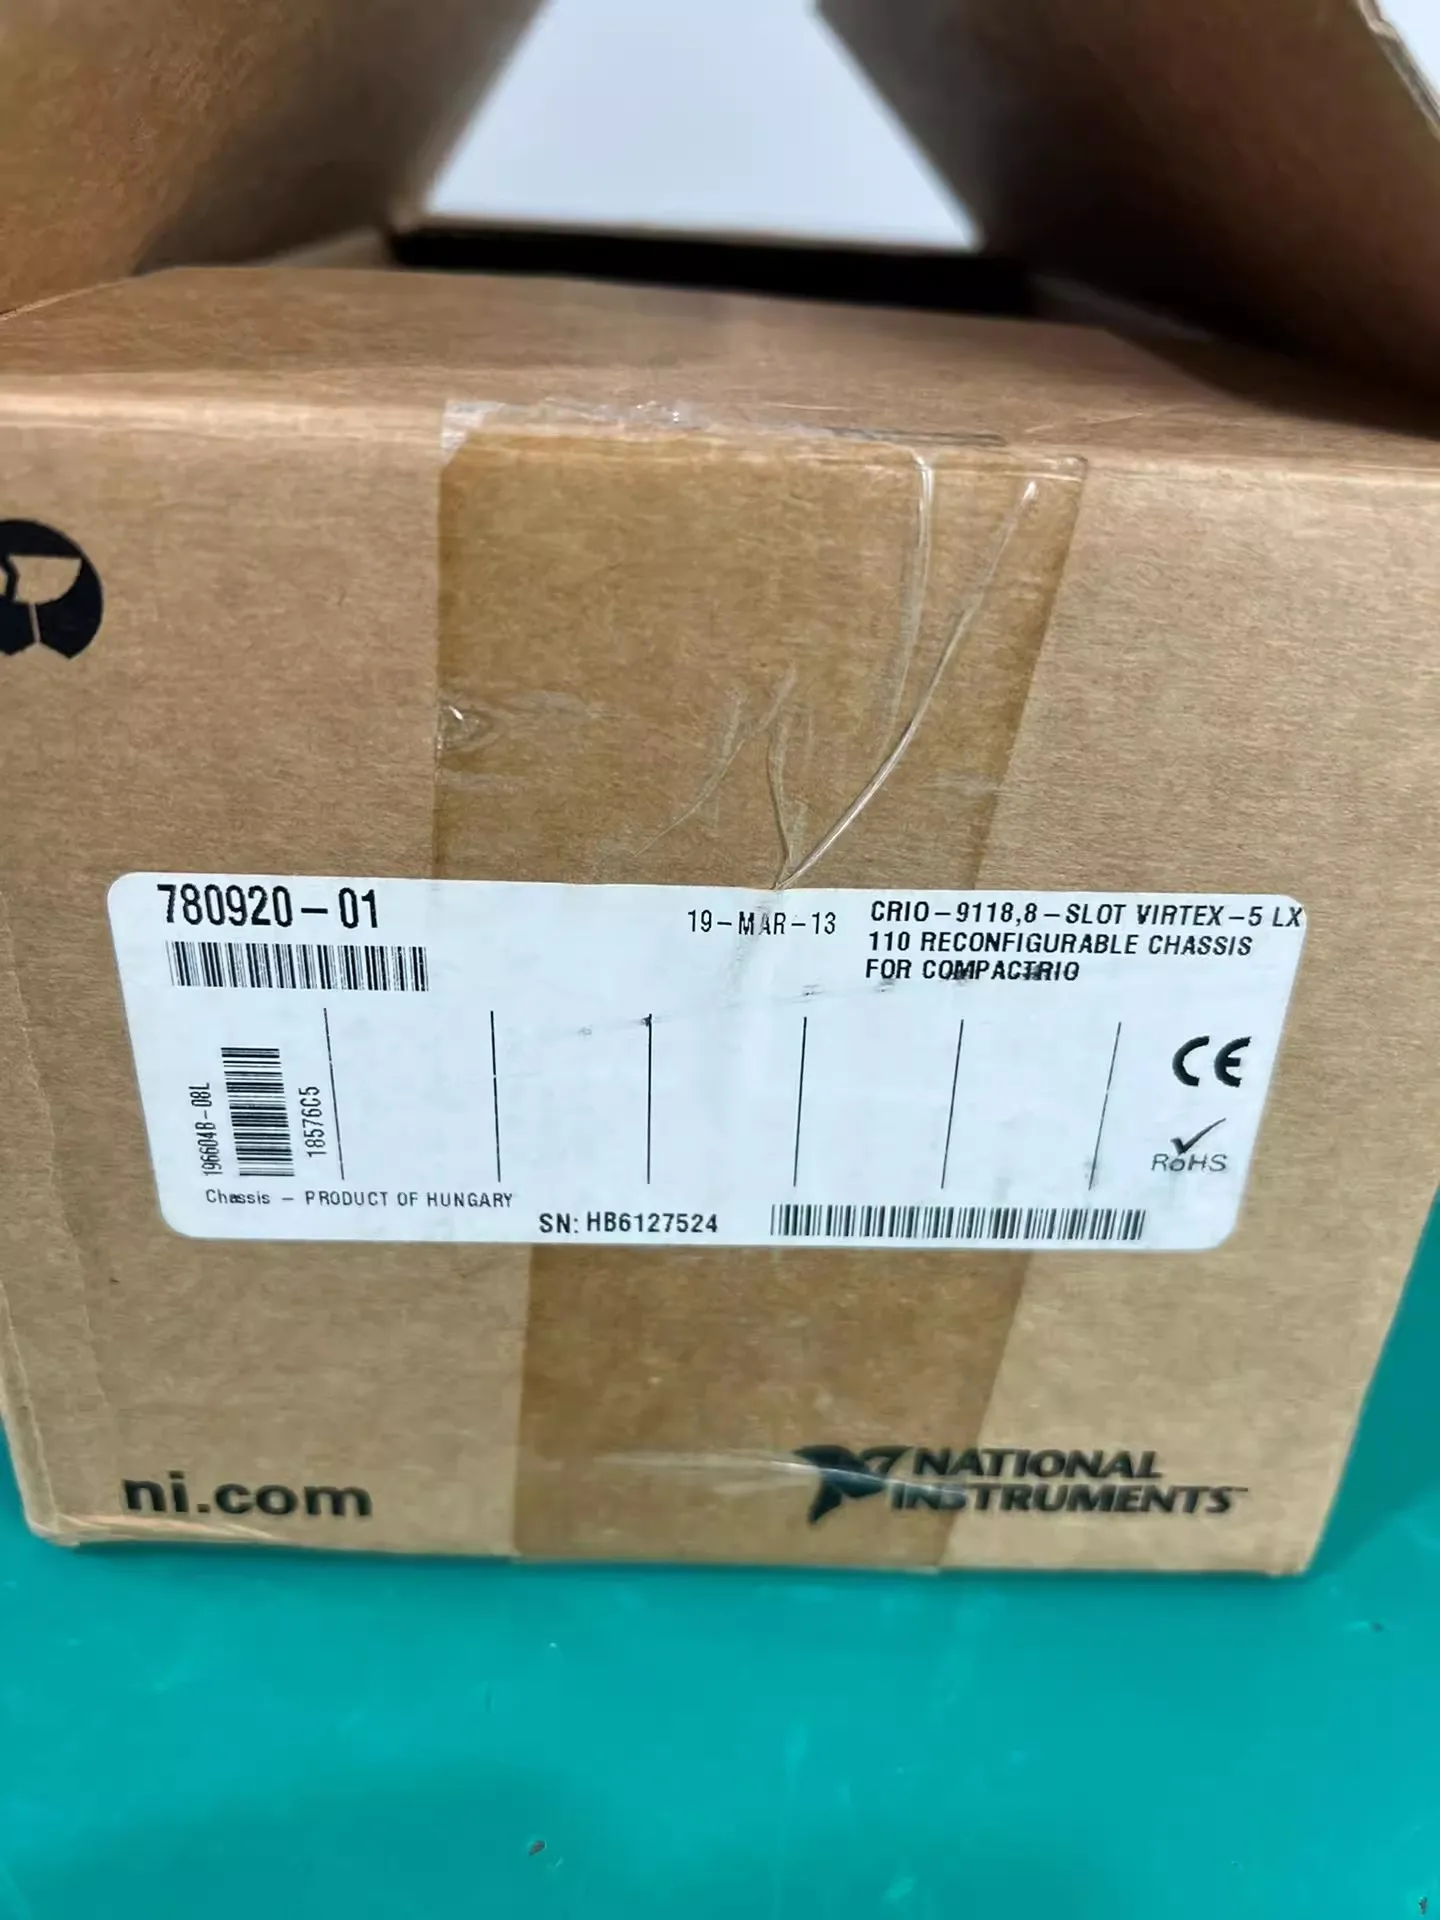 780920-01
19-MAR-13
CRIO-9118,8-SLOT VIRTEX-5 LX
110 RECONFIGURABLE CHASSIS
FOR COMPACTRIO
196604B-08L
18576C5
CE
RoHS
Chassis - PRODUCT OF HUNGARY
SN: HB6127524
ni.com
NATIONAL
INSTRUMENTS™